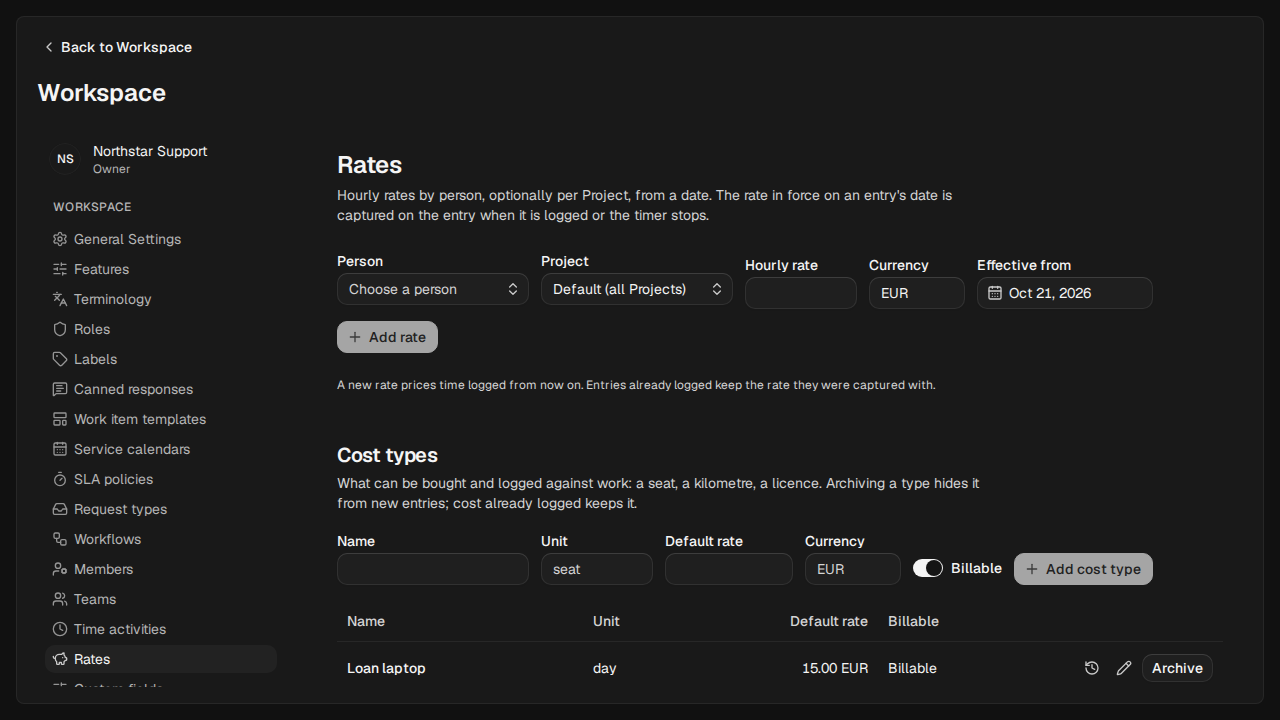 Back to Workspace
Workspace
NS
Northstar Support
Owner
WORKSPACE
General Settings
Features
Terminology
Roles
Labels
Canned responses
Work item templates
Service calendars
SLA policies
Request types
Workflows
Members
Teams
Time activities
Rates
Custom fields
Rates
Hourly rates by person, optionally per Project, from a date. The rate in force on an entry's date is
captured on the entry when it is logged or the timer stops.
Person
Project
Hourly rate
Currency
Effective from
Choose a person
Default (all Projects)
EUR
Oct 21, 2026
Add rate
A new rate prices time logged from now on. Entries already logged keep the rate they were captured with.
Cost types
What can be bought and logged against work: a seat, a kilometre, a licence. Archiving a type hides it
from new entries; cost already logged keeps it.
Name
Unit
Default rate
Currency
seat
EUR
Billable
Add cost type
Name
Unit
Default rate
Billable
Loan laptop
day
15.00 EUR
Billable
Archive